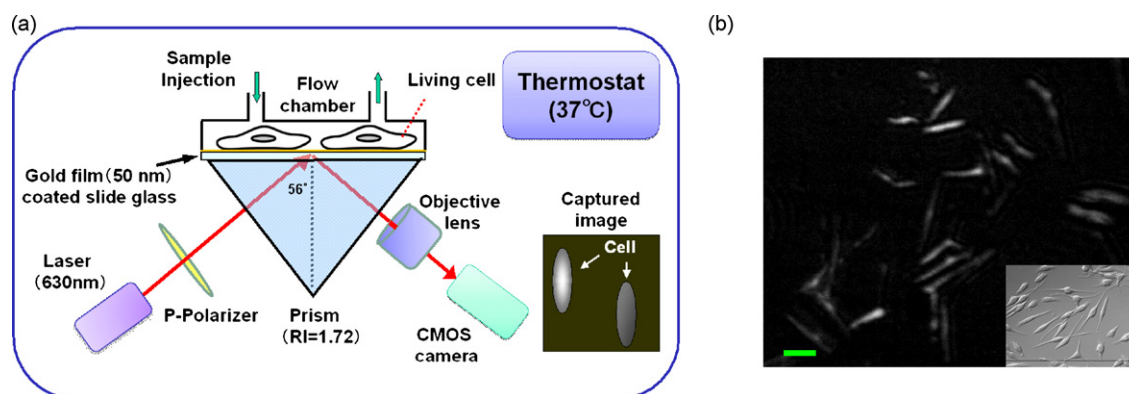 (a)
Sample
Injection
Flow
chamber
Living cell
Thermostat
(37℃)
Gold film(50 nm)
coated slide glass
56°
Objective
lens
Captured
image
Cell
Laser
(630nm)
P-Polarizer
Prism
(RI=1.72)
CMOS
camera
(b)